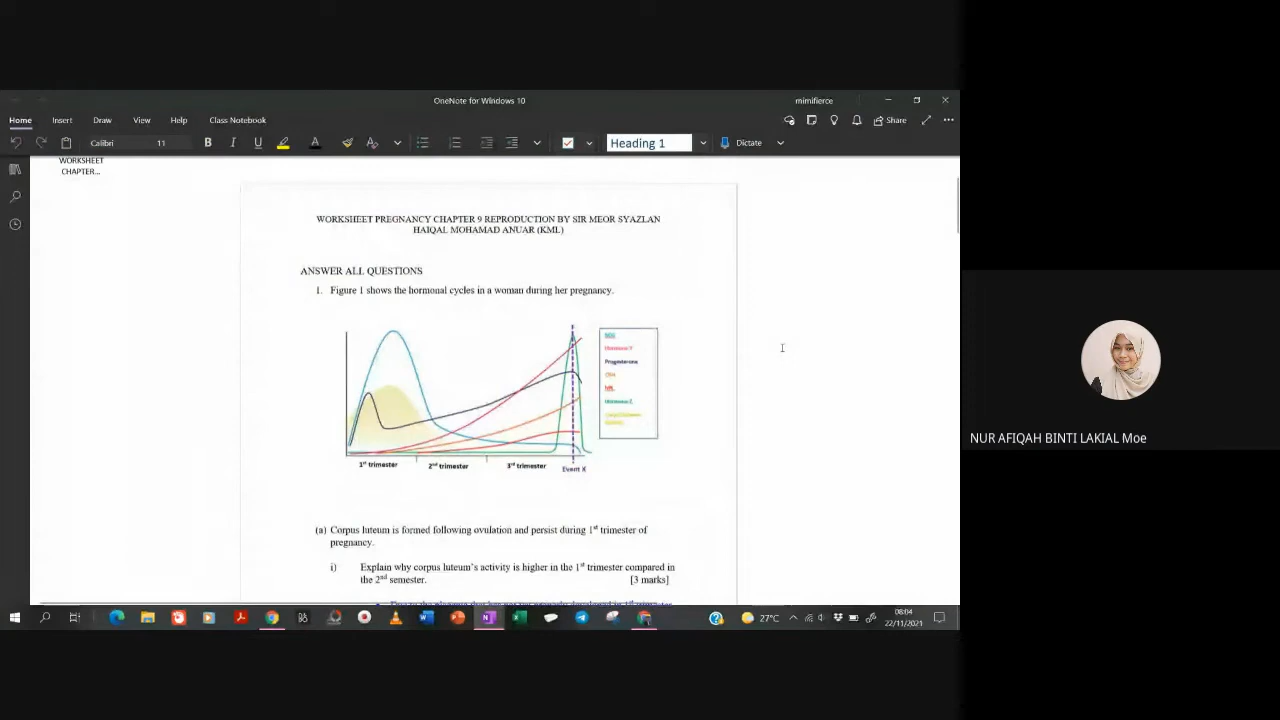 OneNote for Windows 10
mimifierce
Home Insert Draw View Help Class Notebook
Share
Calibri 11
B I U A
Heading 1
Dictate
WORKSHEET
CHAPTER...
WORKSHEET PREGNANCY CHAPTER 9 REPRODUCTION BY SIR MEOR SYAZLAN
HAIQAL MOHAMAD ANUAR (KML)
ANSWER ALL QUESTIONS
1. Figure 1 shows the hormonal cycles in a woman during her pregnancy.
Hormone Y
Progesterone
Hormone Z
1st trimester 2nd trimester 3rd trimester
Event X
(a) Corpus luteum is formed following ovulation and persist during 1st trimester of
pregnancy.
i) Explain why corpus luteum's activity is higher in the 1st trimester compared in
the 2nd semester. [3 marks]
NUR AFIQAH BINTI LAKIAL Moe
27°C
08:04
22/11/2021